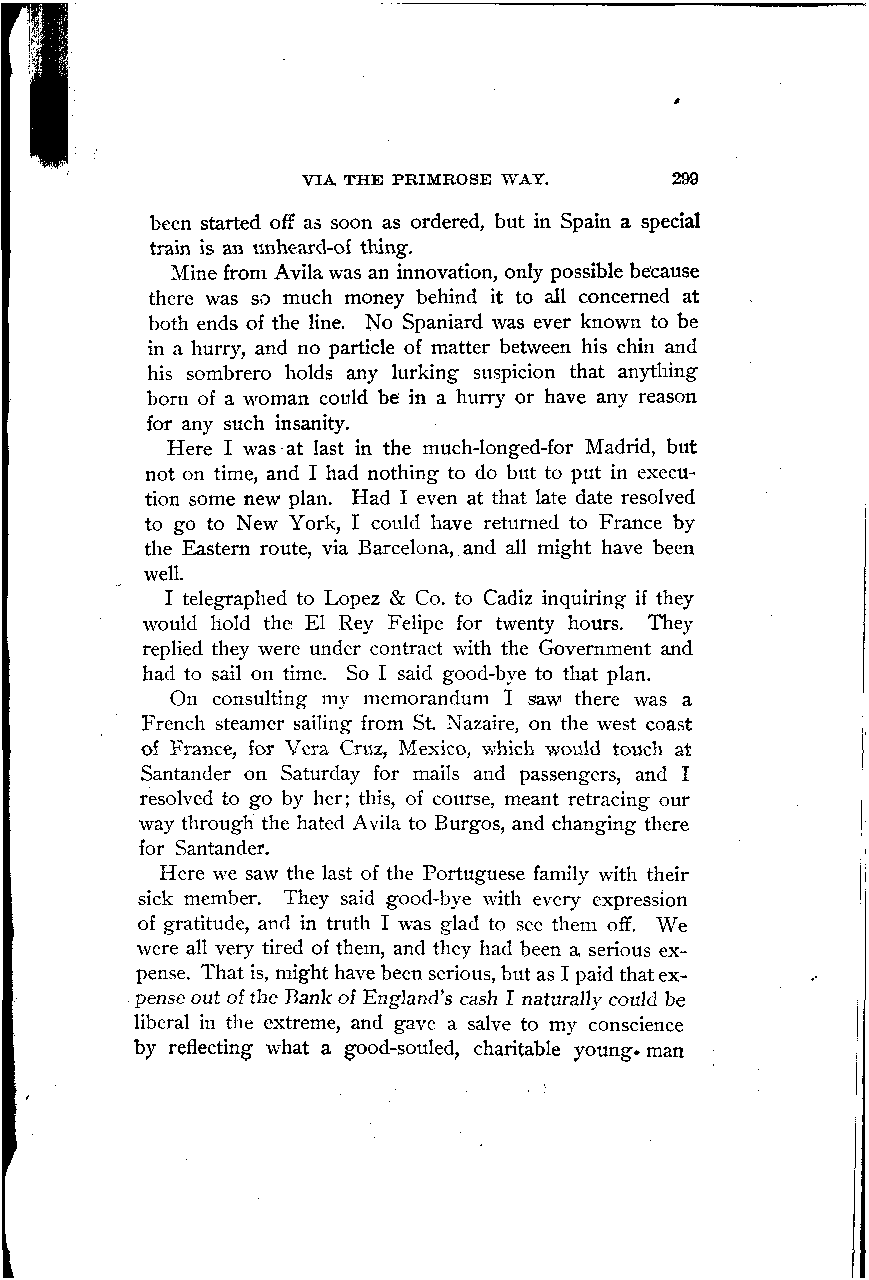 VIA THE PRIMROSE WAY. 299
been started off as soon as ordered, but in Spain a special
train is an unheard-of thing.
Mine from Avila was an innovation, only possible because
there was so much money behind it to all concerned at
both ends of the line. No Spaniard was ever known to be
in a hurry, and no particle of matter between his chin and
his sombrero holds any lurking suspicion that anything
born of a woman could be in a hurry or have any reason
for any such insanity.
Here I was at last in the much-longed-for Madrid, but
not on time, and I had nothing to do but to put in execu-
tion some new plan. Had I even at that late date resolved
to go to New York, I could have returned to France by
the Eastern route, via Barcelona, and all might have been
well.
I telegraphed to Lopez & Co. to Cadiz inquiring if they
would hold the El Rey Felipe for twenty hours. They
replied they were under contract with the Government and
had to sail on time. So I said good-bye to that plan.
On consulting my memorandum I saw there was a
French steamer sailing from St. Nazaire, on the west coast
of France, for Vera Cruz, Mexico, which would touch at
Santander on Saturday for mails and passengers, and I
resolved to go by her; this, of course, meant retracing our
way through the hated Avila to Burgos, and changing there
for Santander.
Here we saw the last of the Portuguese family with their
sick member. They said good-bye with every expression
of gratitude, and in truth I was glad to see them off. We
were all very tired of them, and they had been a serious ex-
pense. That is, might have been serious, but as I paid that ex-
pense out of the Bank of England's cash I naturally could be
liberal in the extreme, and gave a salve to my conscience
by reflecting what a good-souled, charitable young man